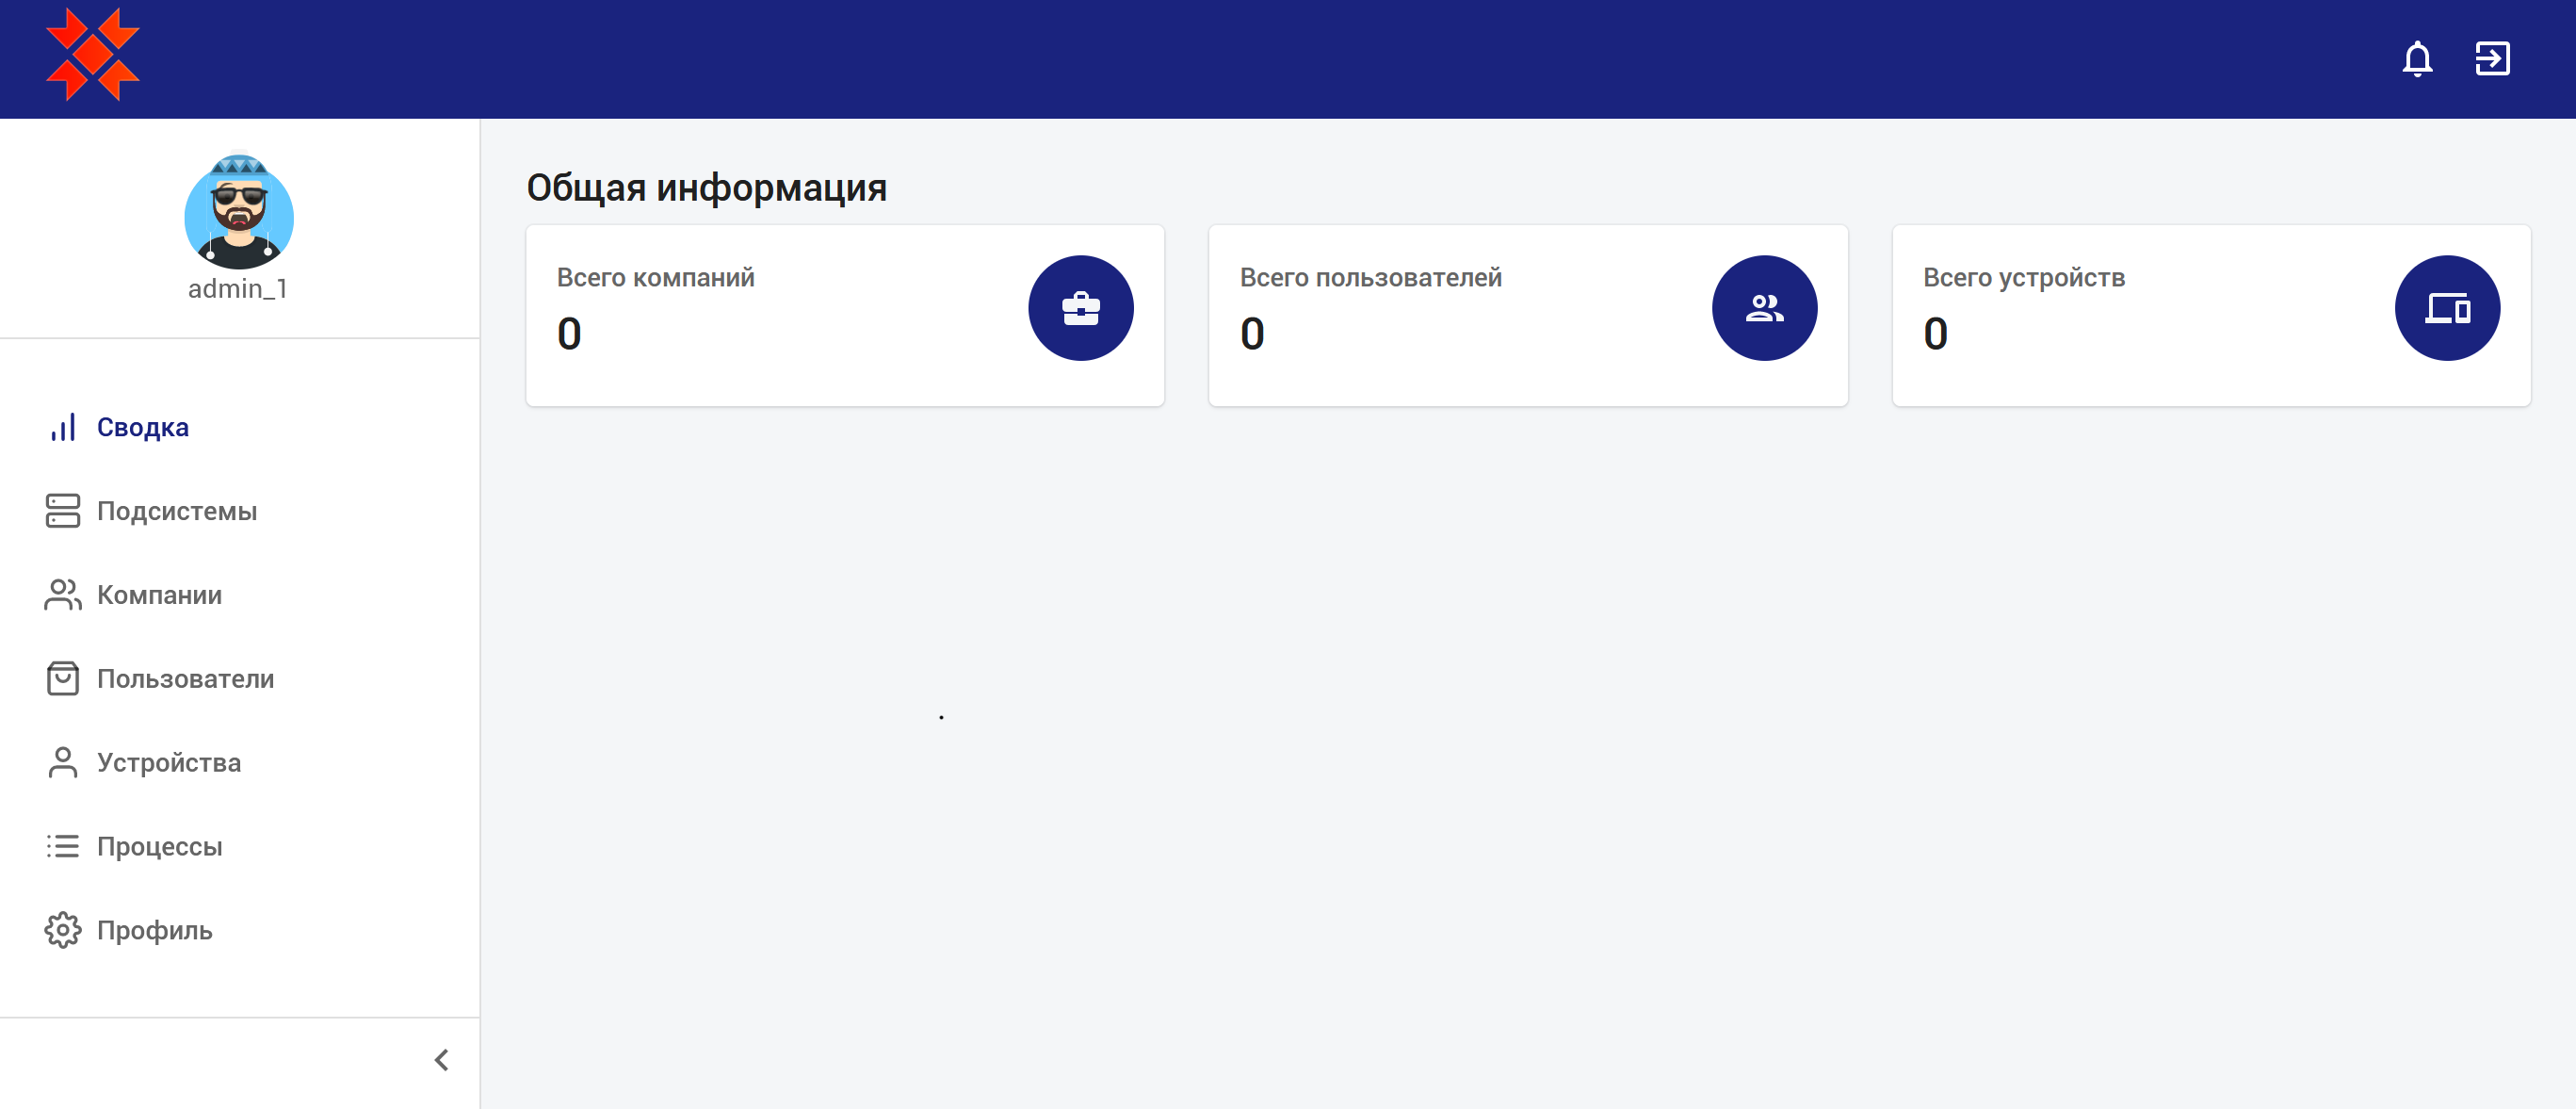 admin_1
Сводка
Подсистемы
Компании
Пользователи
Устройства
Процессы
Профиль
Общая информация
Всего компаний
0
Всего пользователей
0
Всего устройств
0